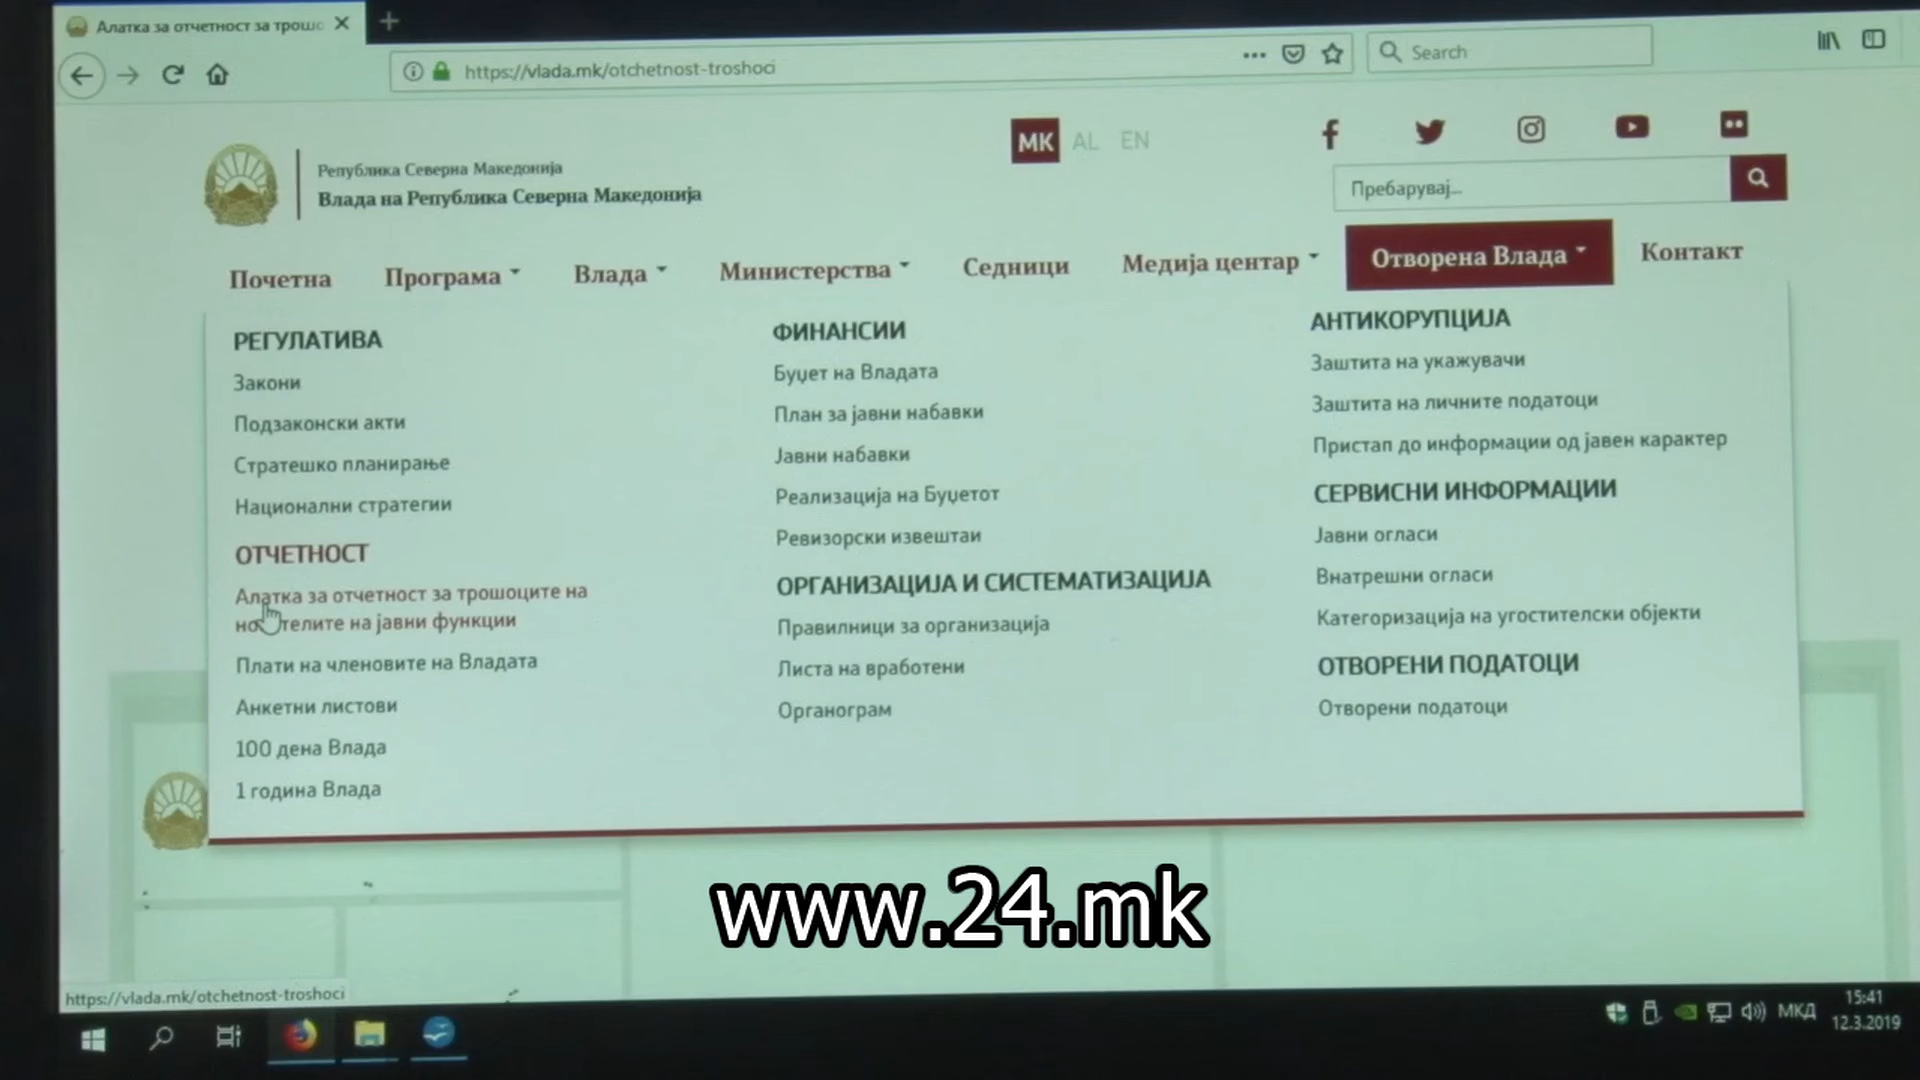 Алатка за отчетност за трошо
https://vlada.mk/otchetnost-troshoci
Search
МК AL EN
Република Северна Македонија
Влада на Република Северна Македонија
Пребарувај...
Почетна Програма Влада Министерства Седници Медија центар Отворена Влада Контакт
РЕГУЛАТИВА
Закони
Подзаконски акти
Стратешко планирање
Национални стратегии
ОТЧЕТНОСТ
Алатка за отчетност за трошоците на
на јавни функции
Плати на членовите на Владата
Анкетни листови
100 дена Влада
1 година Влада
ФИНАНСИИ
Буџет на Владата
План за јавни набавки
Јавни набавки
Реализација на Буџетот
Ревизорски извештаи
ОРГАНИЗАЦИЈА И СИСТЕМАТИЗАЦИЈА
Правилници за организација
Листа на вработени
Органограм
АНТИКОРУПЦИЈА
Заштита на укажувачи
Заштита на личните податоци
Пристап до информации од јавен карактер
СЕРВИСНИ ИНФОРМАЦИИ
Јавни огласи
Внатрешни огласи
Категоризација на угостителски објекти
ОТВОРЕНИ ПОДАТОЦИ
Отворени податоци
www.24.mk
https://vlada.mk/otchetnost-troshoci
МКД
15:41
12.3.2019